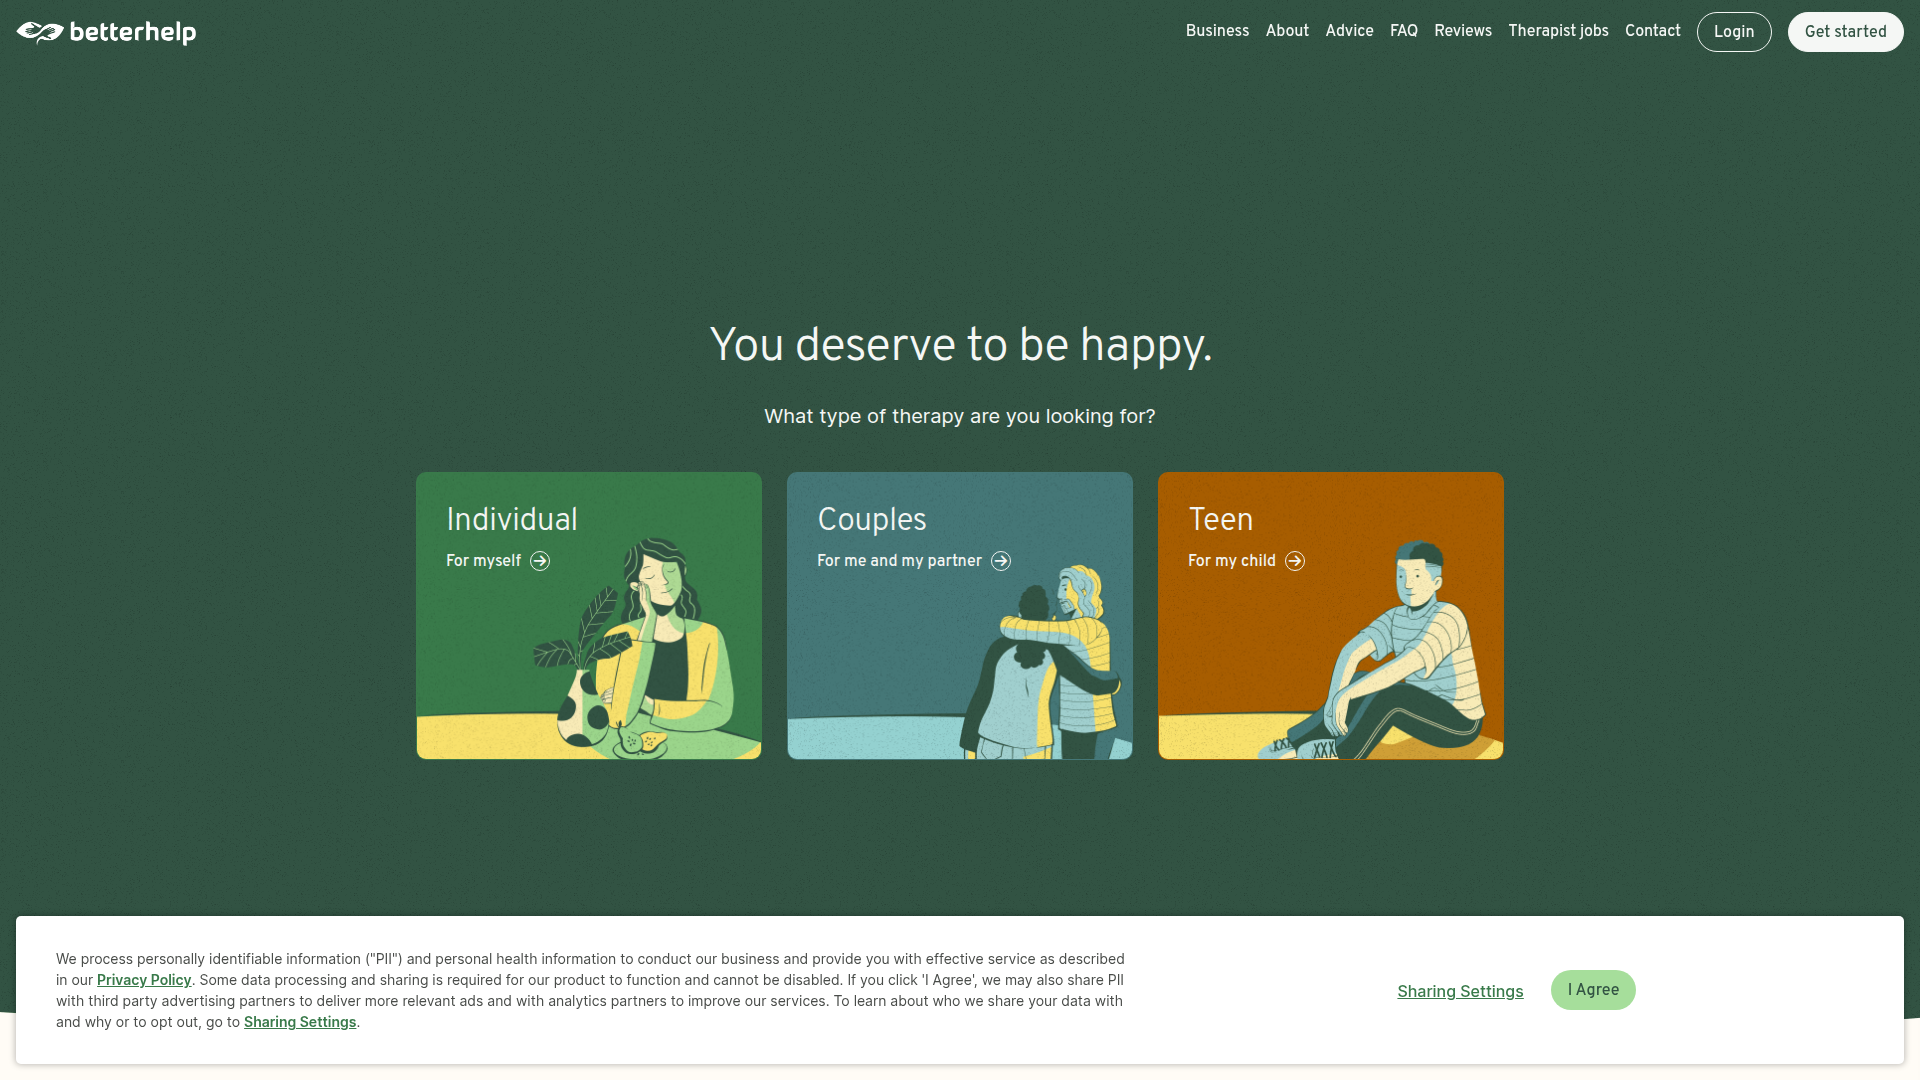 betterhelp
Business About Advice FAQ Reviews Therapist jobs Contact Login Get started
You deserve to be happy.
What type of therapy are you looking for?
Individual
For myself
Couples
For me and my partner
Teen
For my child
We process personally identifiable information ("PII") and personal health information to conduct our business and provide you with effective service as described
in our Privacy Policy. Some data processing and sharing is required for our product to function and cannot be disabled. If you click 'I Agree', we may also share PII
with third party advertising partners to deliver more relevant ads and with analytics partners to improve our services. To learn about who we share your data with
and why or to opt out, go to Sharing Settings.
Sharing Settings
I Agree